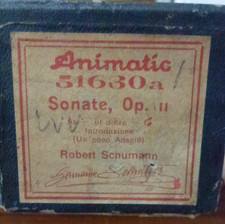 Animatic
51630a
Sonate, Op. 11
Introduzione
(Un poco Adagio)
Robert Schumann